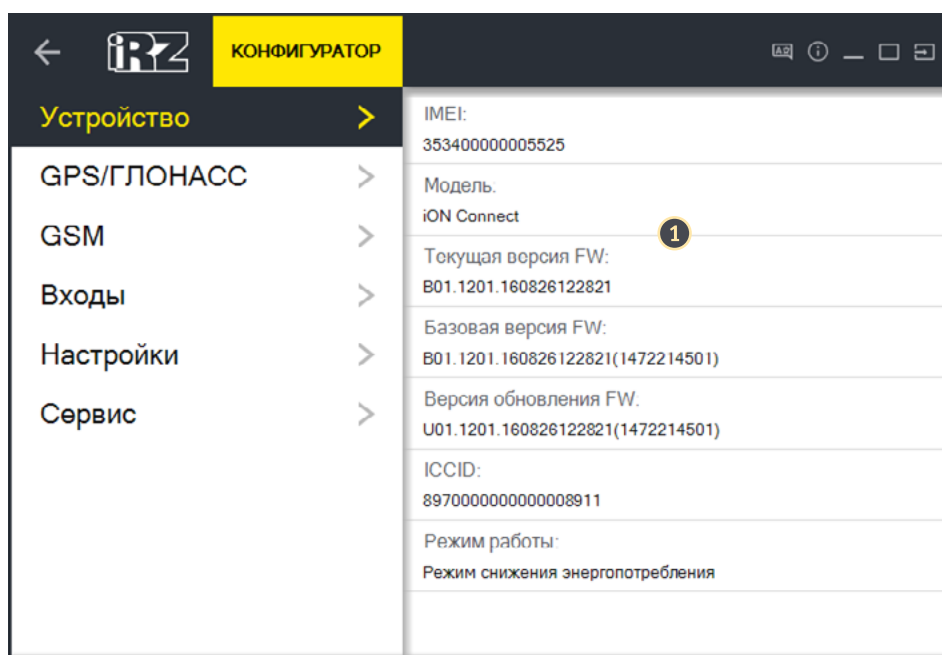 iRZ
КОНФИГУРАТОР
Устройство
GPS/ГЛОНАСС
GSM
Входы
Настройки
Сервис
IMEI:
353400000005525
Модель.
iON Connect
1
Текущая версия FW:
B01.1201.160826122821
Базовая версия FW:
B01.1201.160826122821(1472214501)
Версия обновления FW.
U01.1201.160826122821(1472214501)
ICCID:
8970000000000008911
Режим работы:
Режим снижения энергопотребления